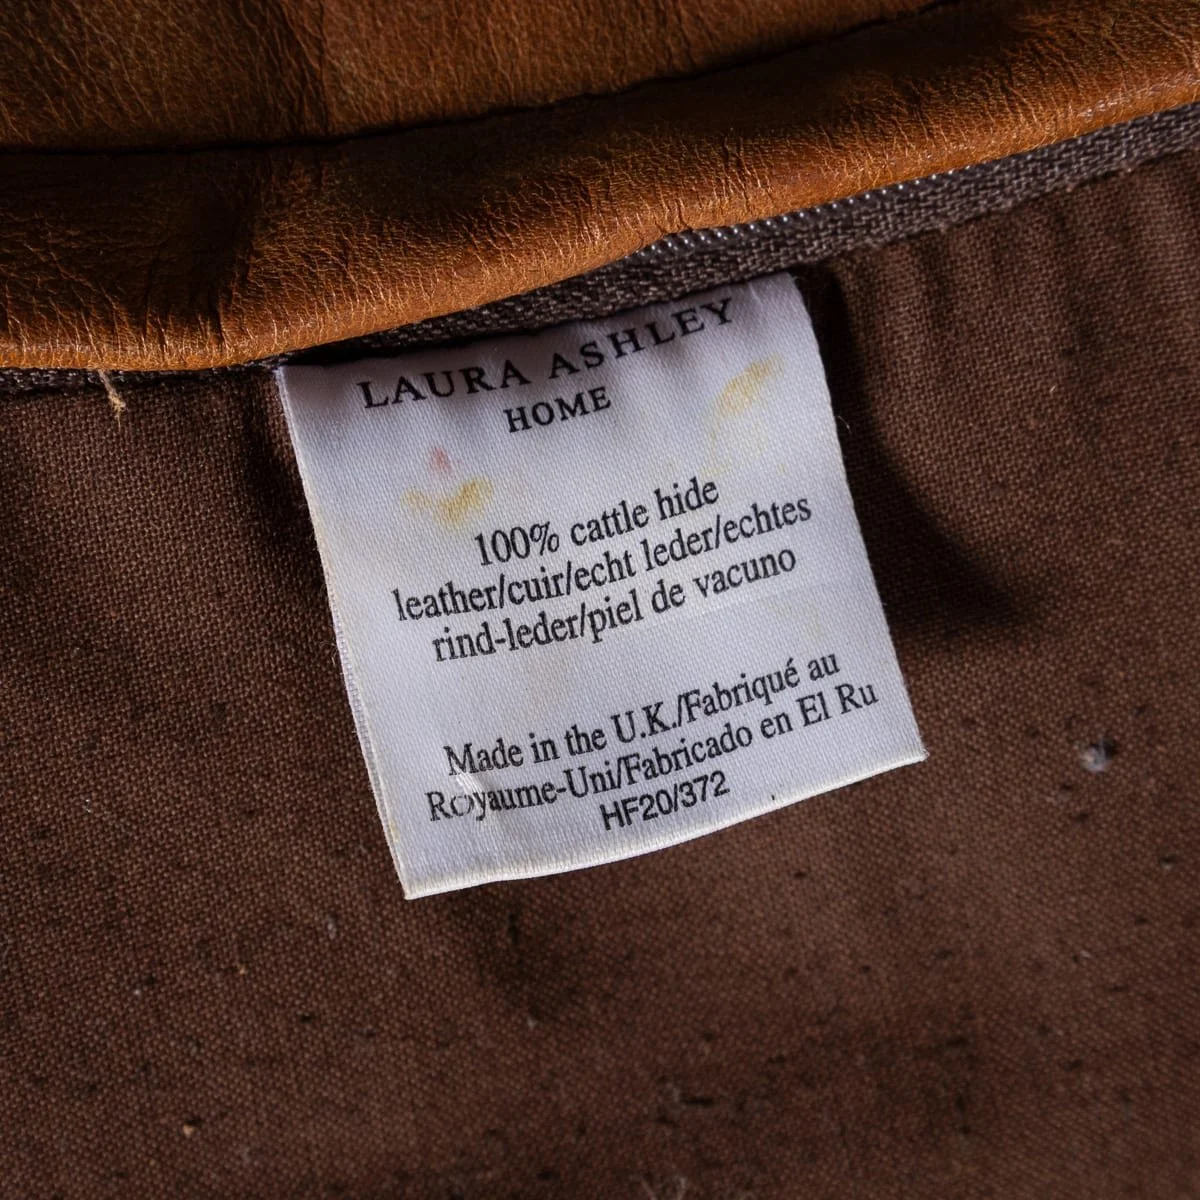 LAURA ASHLEY
HOME
100% cattle hide
leather/cuir/echt leder/echtes
rind-leder/piel de vacuno
Made in the U.K./Fabriqué au
Royaume-Uni/Fabricado en El Ru
HF20/372